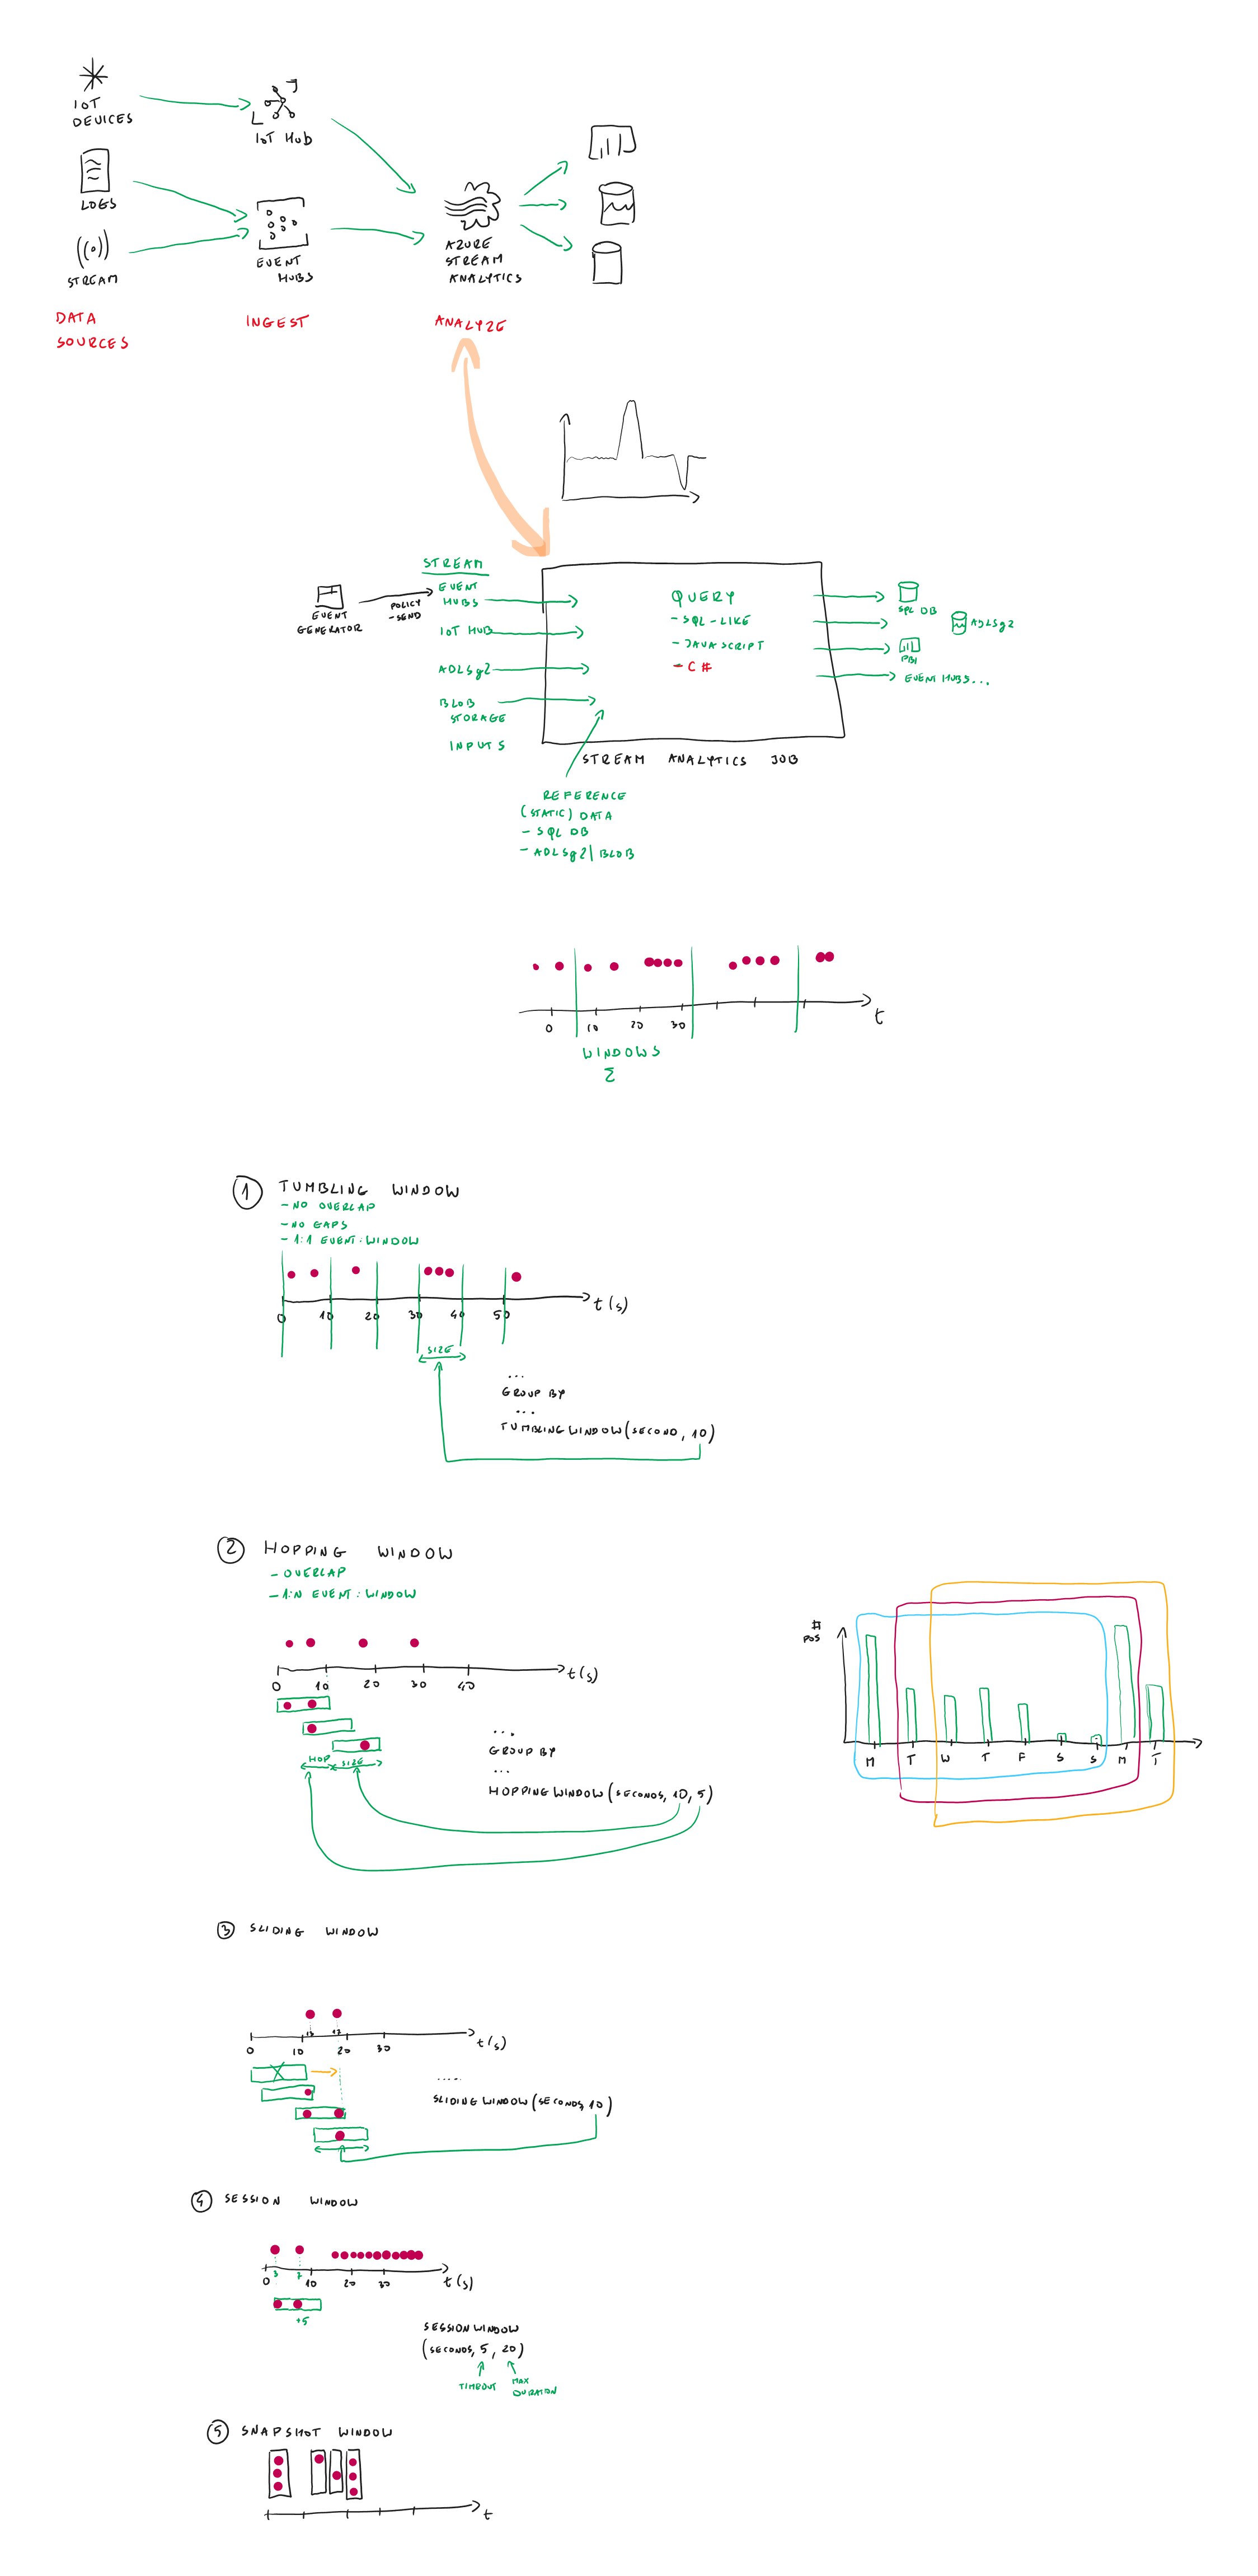 IOT
DEVICES
IOT HUB
LOGS
STREAM
EVENT
HUBS
AZURE
STREAM
ANALYTICS
DATA
SOURCES
INGEST
ANALYZE
STREAM
EVENT
GENERATOR
POLICY
-SEND
EVENT
HUBS
IOT HUB
ADLSg2
BLOB
STORAGE
INPUTS
QUERY
- SQL-LIKE
- JAVASCRIPT
- C#
SQL DB
ADLSg2
PBI
EVENT HUBS...
STREAM ANALYTICS JOB
REFERENCE
(STATIC) DATA
- SQL DB
- ADLSg2|BLOB
0 10 20 30
t
WINDOWS
Σ
1 TUMBLING WINDOW
- NO OVERLAP
- NO GAPS
- 1:1 EVENT:WINDOW
0 10 20 30 40 50
t(s)
SIZE
...
GROUP BY
...
TUMBLINGWINDOW(SECOND, 10)
2 HOPPING WINDOW
- OVERLAP
- 1:N EVENT:WINDOW
0 10 20 30 40
t(s)
HOP SIZE
...
GROUP BY
...
HOPPINGWINDOW(SECONDS, 10, 5)
#
POS
M T W T F S S M T
3 SLIDING WINDOW
13 17
0 10 20 30
t(s)
.....
SLIDINGWINDOW(SECONDS,10)
4 SESSION WINDOW
3 7
0 10 20 30
t(s)
+5
SESSIONWINDOW
(SECONDS, 5, 20)
TIMEOUT
MAX
DURATION
5 SNAPSHOT WINDOW
t